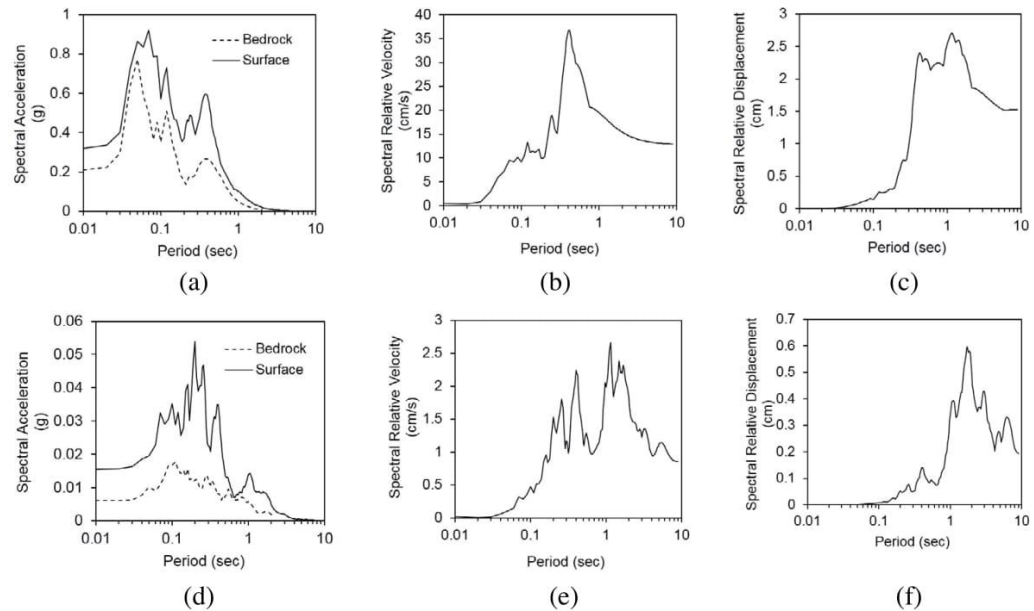 1
0.8
0.6
0.4
0.2
0
Spectral Acceleration
(g)
Bedrock
Surface
0.01
0.1
1
10
Period (sec)
(a)
40
35
30
25
20
15
10
5
0
Spectral Relative Velocity
(cm/s)
0.01
0.1
1
10
Period (sec)
(b)
3
2.5
2
1.5
1
0.5
0
Spectral Relative Displacement
(cm)
0.01
0.1
1
10
Period (sec)
(c)
0.06
0.05
0.04
0.03
0.02
0.01
0
Spectral Acceleration
(g)
Bedrock
Surface
0.01
0.1
1
10
Period (sec)
(d)
3
2.5
2
1.5
1
0.5
0
Spectral Relative Velocity
(cm/s)
0.01
0.1
1
10
Period (sec)
(e)
0.7
0.6
0.5
0.4
0.3
0.2
0.1
0
Spectral Relative Displacement
(cm)
0.01
0.1
1
10
Period (sec)
(f)